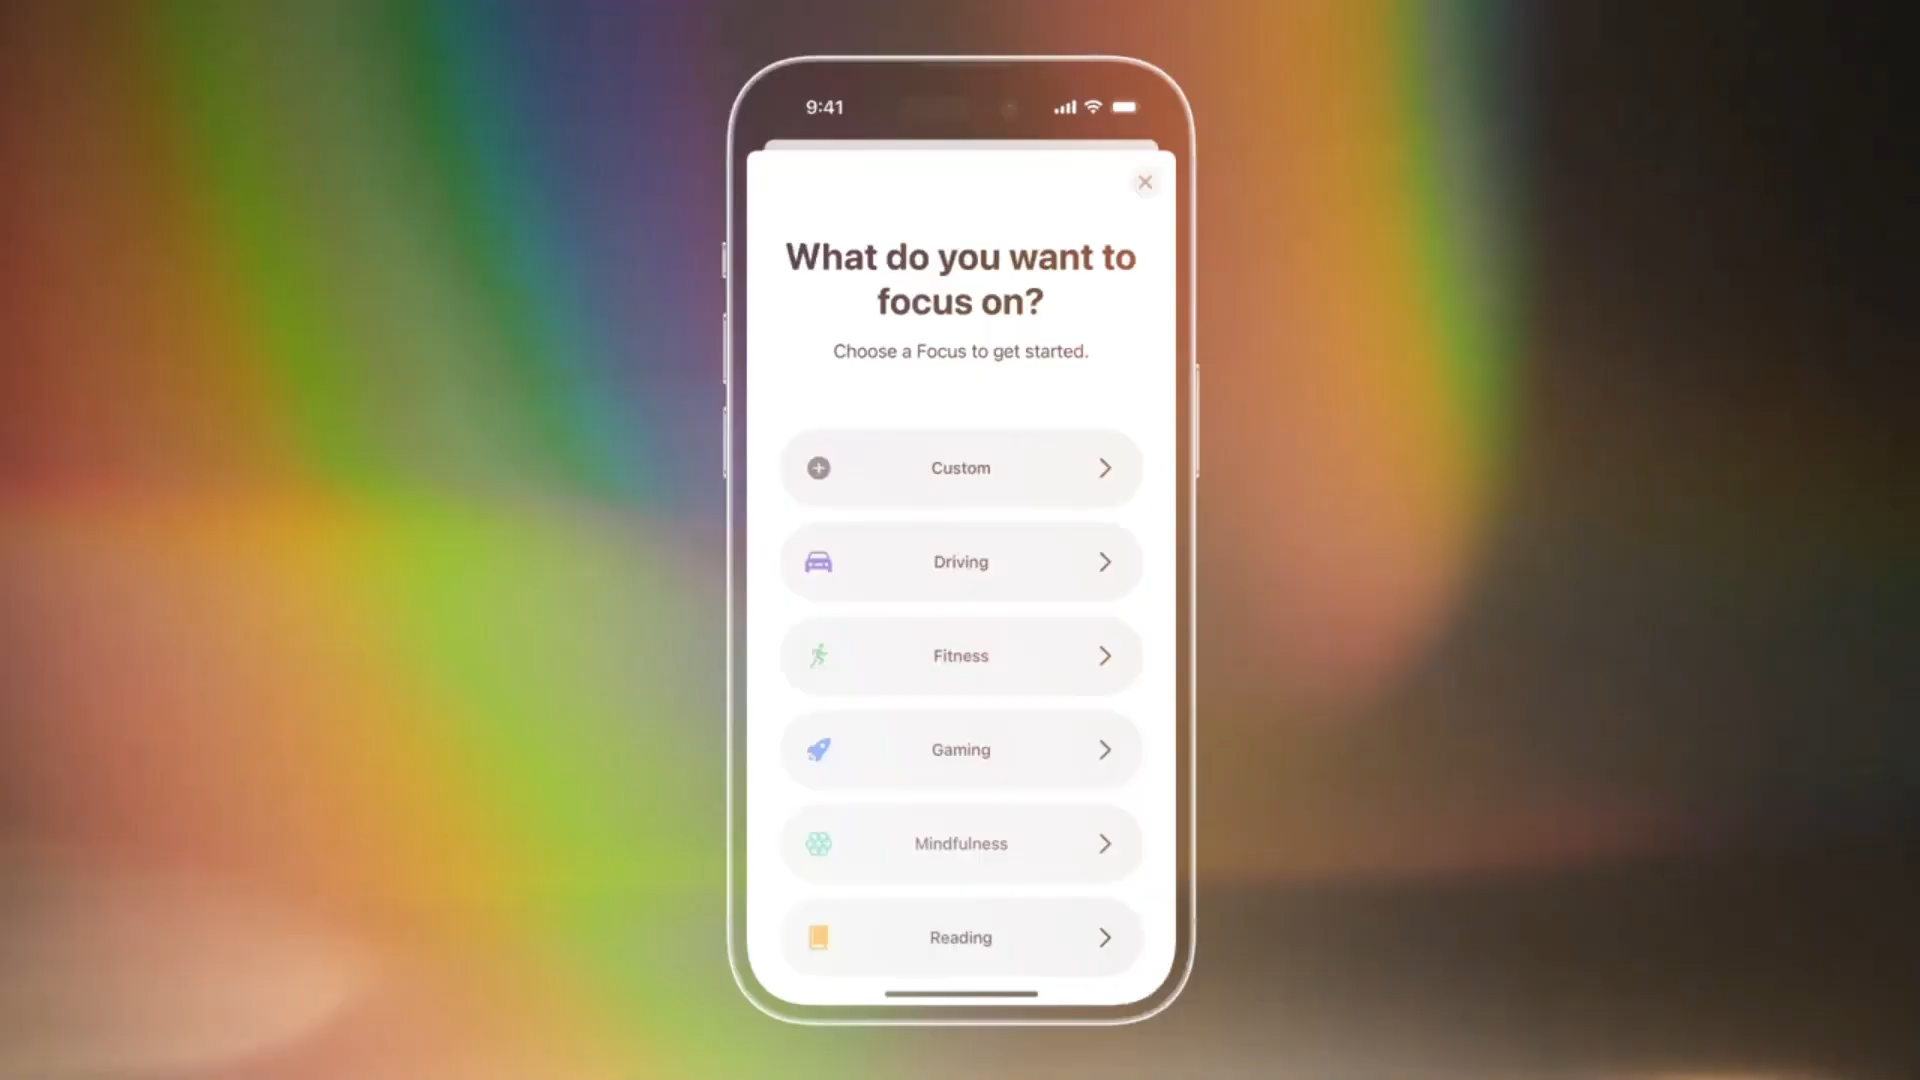 9:41
What do you want to
focus on?
Choose a Focus to get started.
Custom
Driving
Fitness
Gaming
Mindfulness
Reading